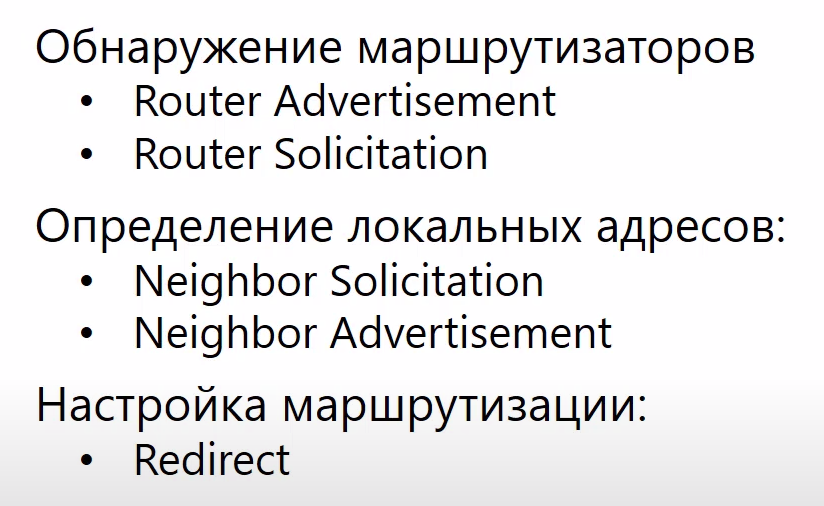 Обнаружение маршрутизаторов
• Router Advertisement
• Router Solicitation
Определение локальных адресов:
• Neighbor Solicitation
• Neighbor Advertisement
Настройка маршрутизации:
• Redirect